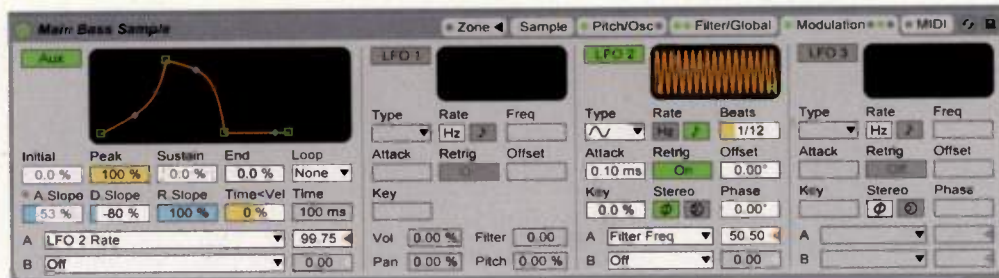 Main Bass Sample
Zone Sample Pitch/Osc Filter/Global Modulation MIDI
Aux LFO 1 LFO 2 LFO 3
Type Rate Freq Type Rate Beats Type Rate Freq
Hz Hz 1/12 Hz
Initial Peak Sustain End Loop Attack Retrig Offset Attack Retrig Offset Attack Retrig Offset
0.0 % 100 % 0.0 % 0.0 % None 0.10 ms On 0.00° Off
A Slope D Slope R Slope Time<Vel Time Key Key Stereo Phase Key Stereo Phase
-53 % -80 % 100 % 0 % 100 ms 0.0 % 0.00°
A LFO 2 Rate 99.75 Vol 0.00 % Filter 0.00 A Filter Freq 50.50 A
B Off 0.00 Pan 0.00 % Pitch 0.00 % B Off 0.00 B